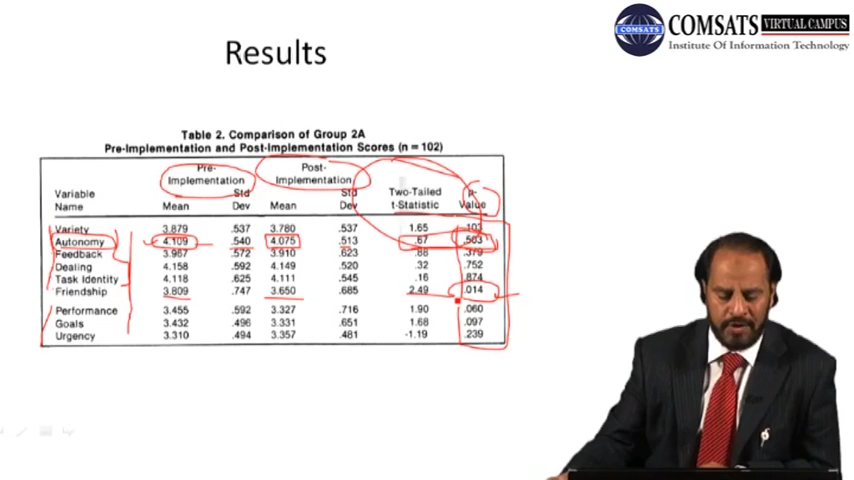 COMSATS
COMSATS VIRTUAL CAMPUS
Institute Of Information Technology
Results
Table 2. Comparison of Group 2A
Pre-Implementation and Post-Implementation Scores (n = 102)
Pre- Post-
Implementation Implementation
Variable Std Std Two-Tailed p-
Name Mean Dev Mean Dev t-Statistic Value
Variety 3.879 .537 3.780 .537 1.65 .103
Autonomy 4.109 .540 4.075 .513 .67 .503
Feedback 3.967 .572 3.910 .623 .88 .379
Dealing 4.158 .592 4.149 .520 .32 .752
Task Identity 4.118 .625 4.111 .545 .16 .874
Friendship 3.809 .747 3.650 .685 2.49 .014
Performance 3.455 .592 3.327 .716 1.90 .060
Goals 3.432 .496 3.331 .651 1.68 .097
Urgency 3.310 .494 3.357 .481 -1.19 .239